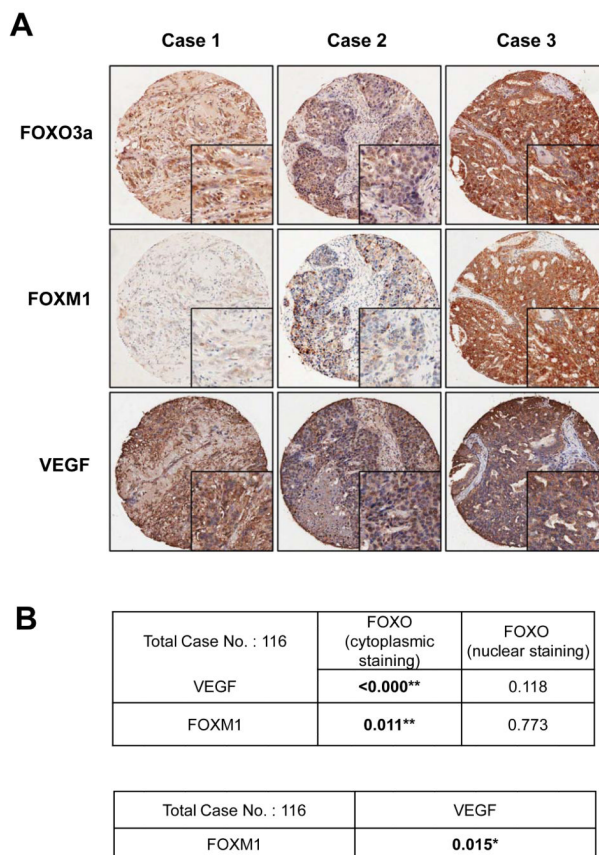 A
Case 1 Case 2 Case 3
FOXO3a
FOXM1
VEGF
B
Total Case No. : 116 FOXO (cytoplasmic staining) FOXO (nuclear staining)
VEGF <0.000** 0.118
FOXM1 0.011** 0.773
Total Case No. : 116 VEGF
FOXM1 0.015*